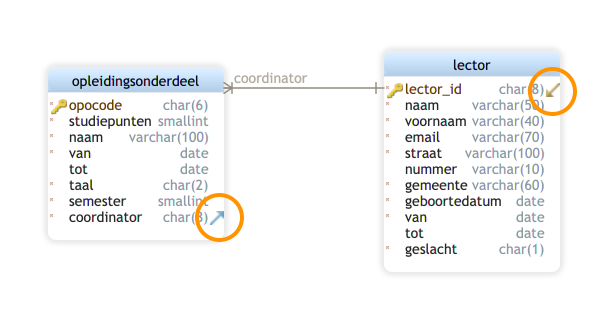 opleidingsonderdeel
opocode char(6)
studiepunten smallint
naam varchar(100)
van date
tot date
taal char(2)
semester smallint
coordinator char(8)
coordinator
lector
lector_id char(8)
naam varchar(50)
voornaam varchar(40)
email varchar(70)
straat varchar(100)
nummer varchar(10)
gemeente varchar(60)
geboortedatum date
van date
tot date
geslacht char(1)